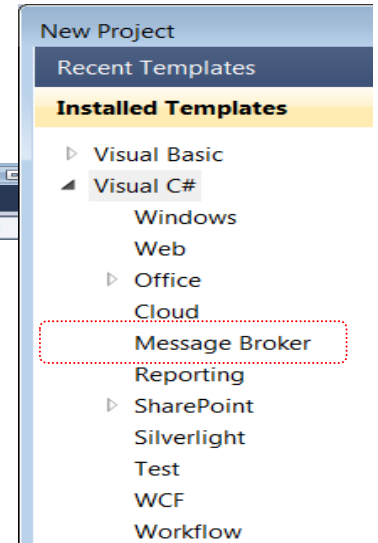 New Project
Recent Templates
Installed Templates
Visual Basic
Visual C#
Windows
Web
Office
Cloud
Message Broker
Reporting
SharePoint
Silverlight
Test
WCF
Workflow